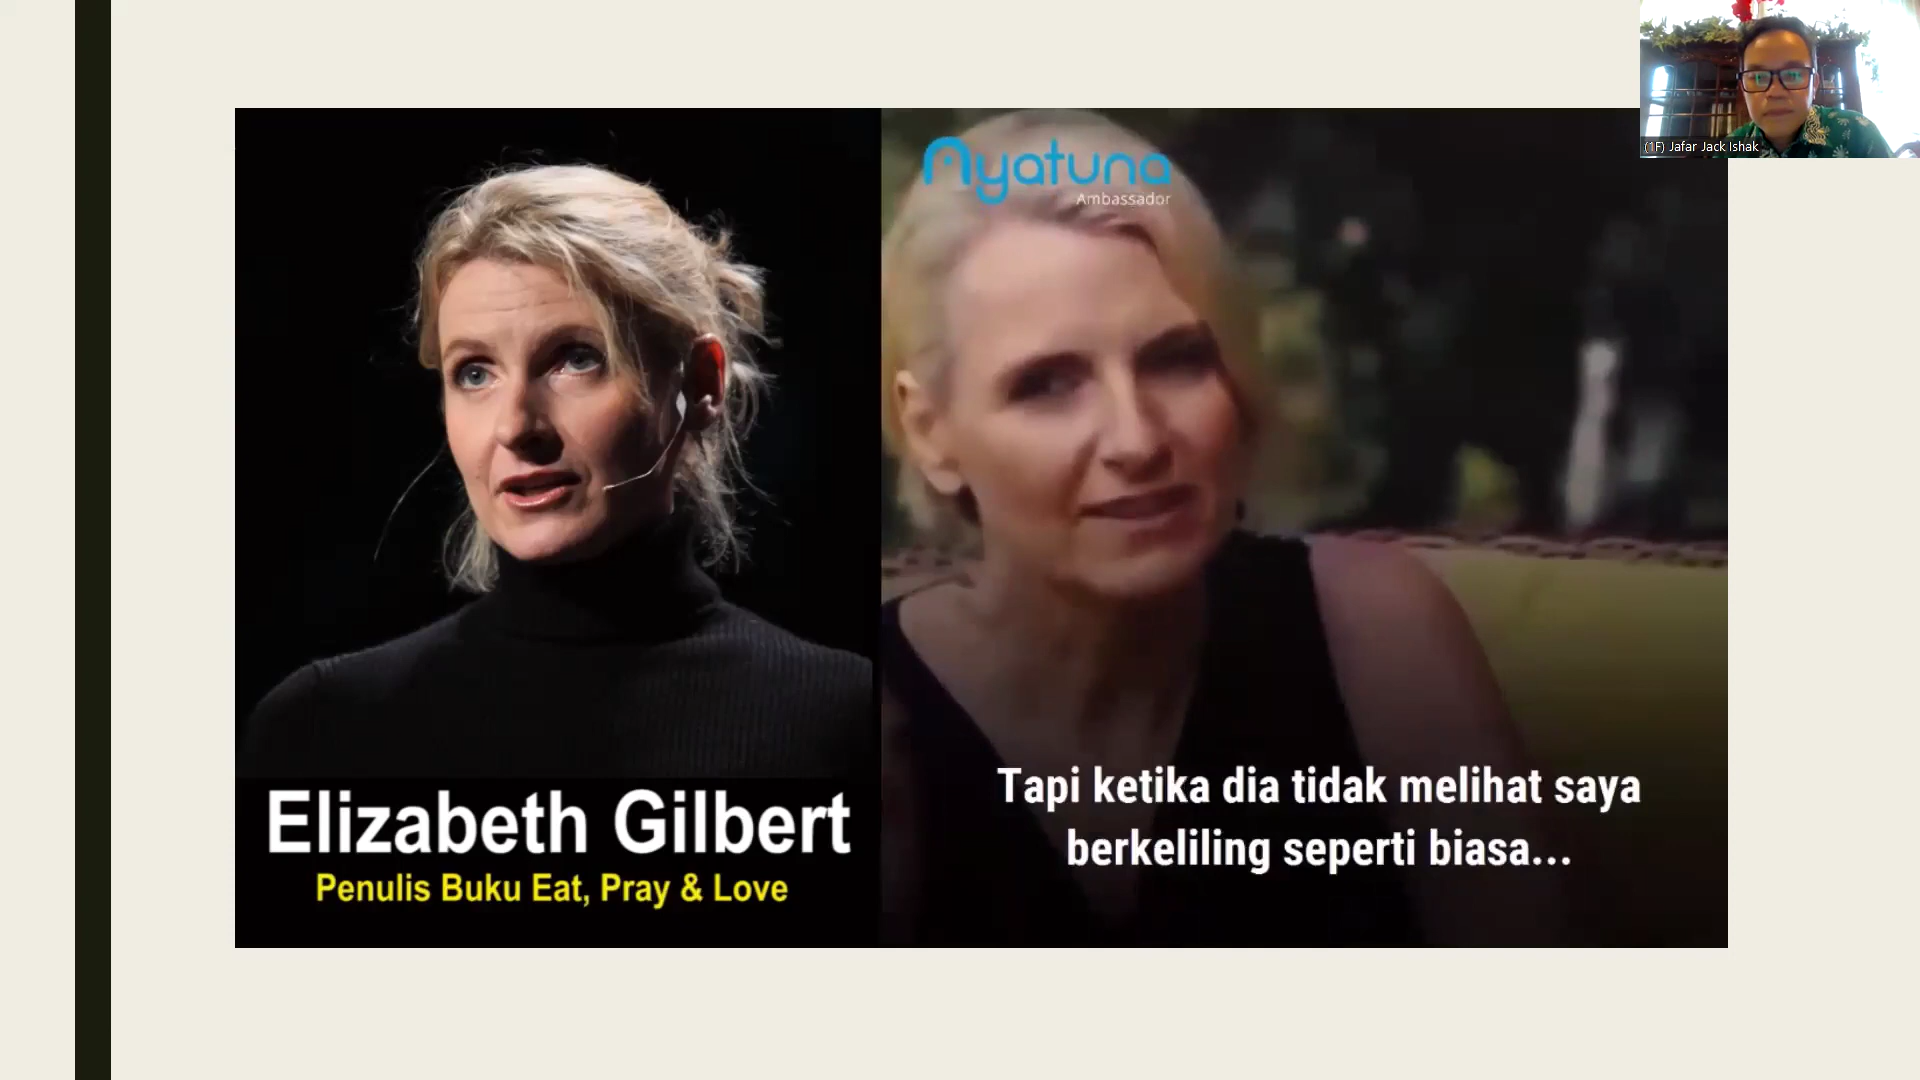 (1F) Jafar Jack Ishak
Ayatuna
Ambassador
Elizabeth Gilbert
Penulis Buku Eat, Pray & Love
Tapi ketika dia tidak melihat saya
berkeliling seperti biasa...